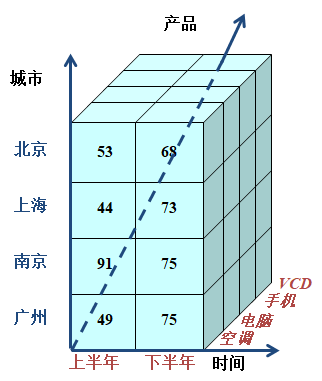 产品
城市
北京 53 68
上海 44 73
南京 91 75
广州 49 75
VCD
手机
电脑
空调
上半年 下半年 时间